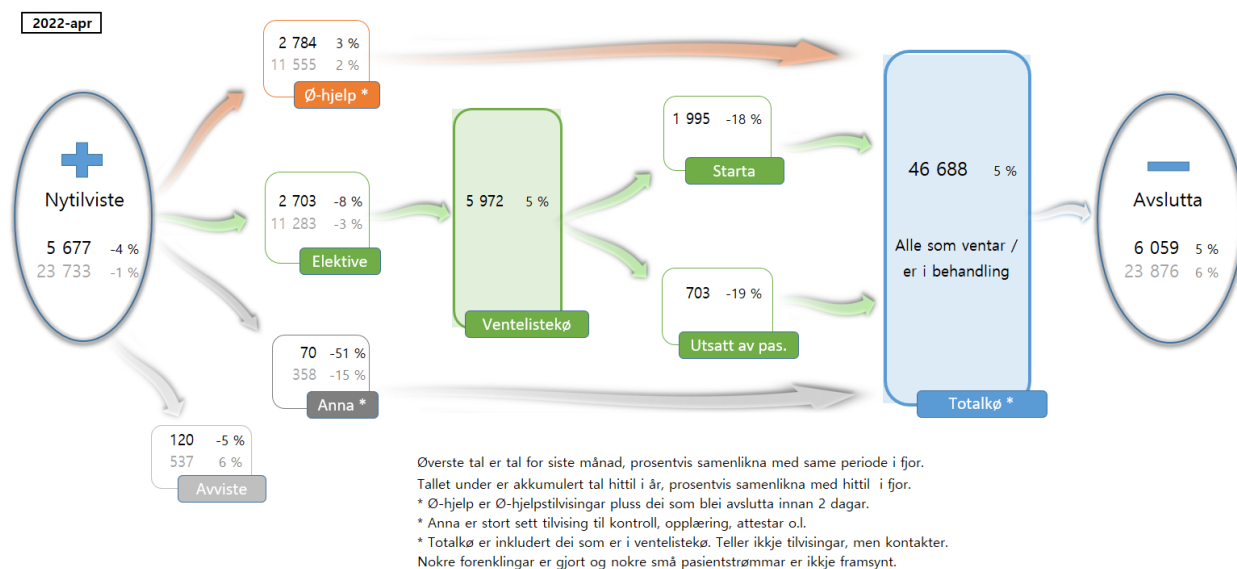 2022-apr
Nytilviste
5 677 -4 %
23 733 -1 %
2 784 3 %
11 555 2 %
Ø-hjelp *
2 703 -8 %
11 283 -3 %
Elektive
70 -51 %
358 -15 %
Anna *
120 -5 %
537 6 %
Avviste
5 972 5 %
Ventelistekø
1 995 -18 %
Starta
703 -19 %
Utsatt av pas.
46 688 5 %
Alle som ventar /
er i behandling
Totalkø *
Avslutta
6 059 5 %
23 876 6 %
Øverste tal er tal for siste månad, prosentvis samenlikna med same periode i fjor.
Tallet under er akkumulert tal hittil i år, prosentvis samenlikna med hittil i fjor.
* Ø-hjelp er Ø-hjelpstilvisingar pluss dei som blei avslutta innan 2 dagar.
* Anna er stort sett tilvising til kontroll, opplæring, attestar o.l.
* Totalkø er inkludert dei som er i ventelistekø. Teller ikkje tilvisingar, men kontakter.
Nokre forenklingar er gjort og nokre små pasientstrømmar er ikkje framsynt.